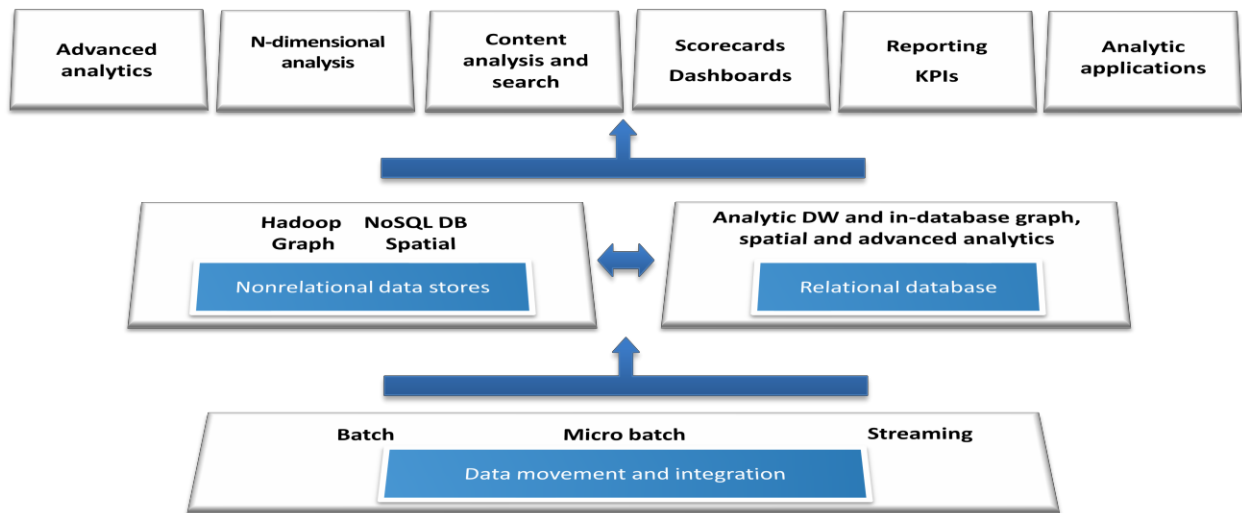 Advanced
analytics
N-dimensional
analysis
Content
analysis and
search
Scorecards
Dashboards
Reporting
KPIs
Analytic
applications
Hadoop NoSQL DB
Graph Spatial
Nonrelational data stores
Analytic DW and in-database graph,
spatial and advanced analytics
Relational database
Batch Micro batch Streaming
Data movement and integration